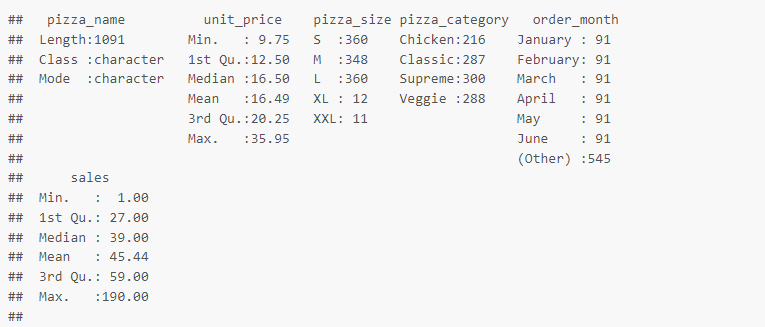 ##   pizza_name          unit_price    pizza_size pizza_category   order_month 
##  Length:1091        Min.   : 9.75   S  :360    Chicken:216    January : 91  
##  Class :character   1st Qu.:12.50   M  :348    Classic:287    February: 91  
##  Mode  :character   Median :16.50   L  :360    Supreme:300    March   : 91  
##                     Mean   :16.49   XL : 12    Veggie :288    April   : 91  
##                     3rd Qu.:20.25   XXL: 11                   May     : 91  
##                     Max.   :35.95                             June    : 91  
##                                                               (Other) :545  
##      sales       
##  Min.   :  1.00  
##  1st Qu.: 27.00  
##  Median : 39.00  
##  Mean   : 45.44  
##  3rd Qu.: 59.00  
##  Max.   :190.00  
##